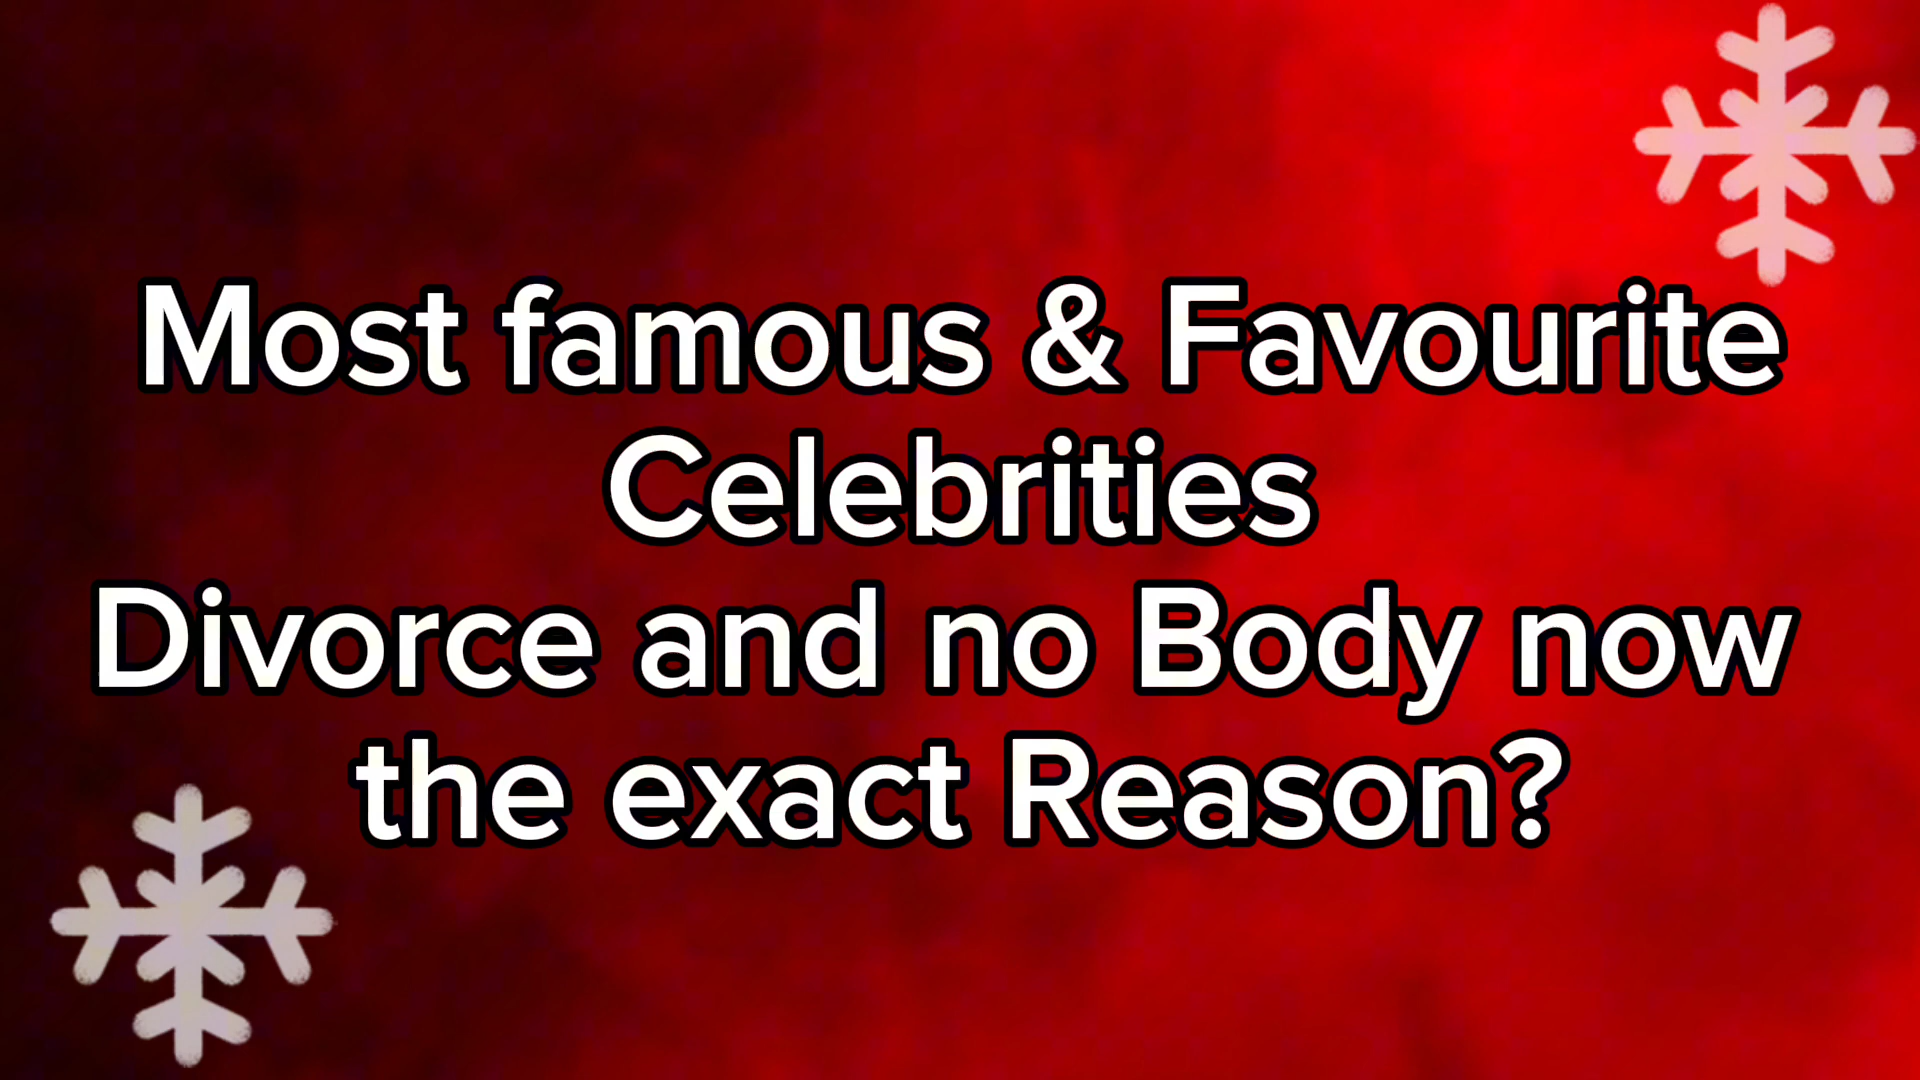 Most famous & Favourite
Celebrities
Divorce and no Body now
the exact Reason?